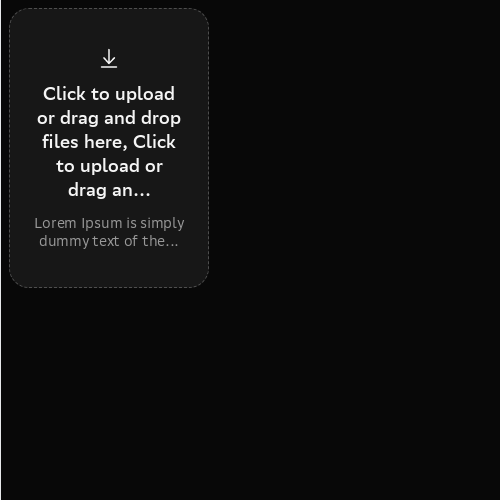 Click to upload
or drag and drop
files here, Click
to upload or
drag an...
Lorem Ipsum is simply
dummy text of the...